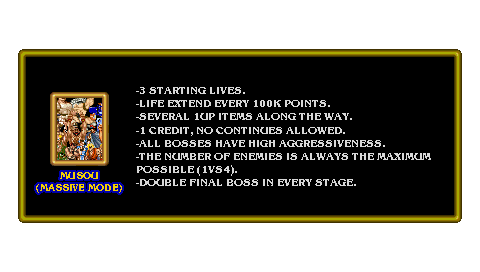 -3 STARTING LIVES.
-LIFE EXTEND EVERY 100K POINTS.
-SEVERAL 1UP ITEMS ALONG THE WAY.
-1 CREDIT, NO CONTINUES ALLOWED.
-ALL BOSSES HAVE HIGH AGGRESSIVENESS.
-THE NUMBER OF ENEMIES IS ALWAYS THE MAXIMUM
POSSIBLE (1VS4).
-DOUBLE FINAL BOSS IN EVERY STAGE.
MUSOU
(MASSIVE MODE)